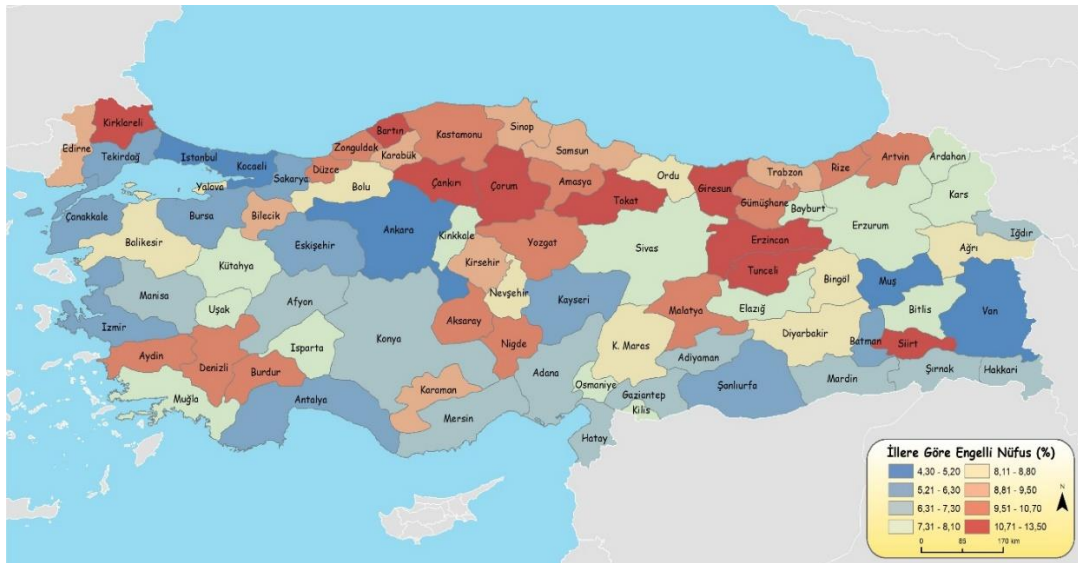 Kırklareli
Edirne
Tekirdağ
İstanbul
Kocaeli
Yalova
Sakarya
Düzce
Zonguldak
Bartın
Karabük
Kastamonu
Sinop
Samsun
Bolu
Çankırı
Çorum
Amasya
Tokat
Ordu
Giresun
Trabzon
Rize
Artvin
Ardahan
Gümüşhane
Bayburt
Kars
Erzurum
Iğdır
Ağrı
Çanakkale
Bursa
Bilecik
Balıkesir
Eskişehir
Ankara
Kırıkkale
Yozgat
Sivas
Erzincan
Tunceli
Bingöl
Muş
Bitlis
Van
Kütahya
Kirsehir
Nevşehir
Kayseri
Malatya
Elazığ
Diyarbakir
Batman
Siirt
Manisa
Uşak
Afyon
İzmir
Konya
Aksaray
Nigde
K. Maras
Adiyaman
Şanlıurfa
Mardin
Şırnak
Hakkari
Aydin
Denizli
Burdur
Isparta
Muğla
Antalya
Karaman
Mersin
Adana
Osmaniye
Gaziantep
Kilis
Hatay
İllere Göre Engelli Nüfus (%)
4,30 - 5,20
8,11 - 8,80
5,21 - 6,30
8,81 - 9,50
6,31 - 7,30
9,51 - 10,70
7,31 - 8,10
10,71 - 13,50
N
0 85 170 km